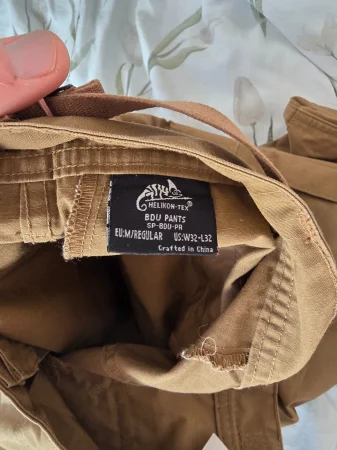 HELIKON-TEX®
BDU PANTS
SP-BDU-PR
EU:M/REGULAR US:W32-L32
Crafted in China